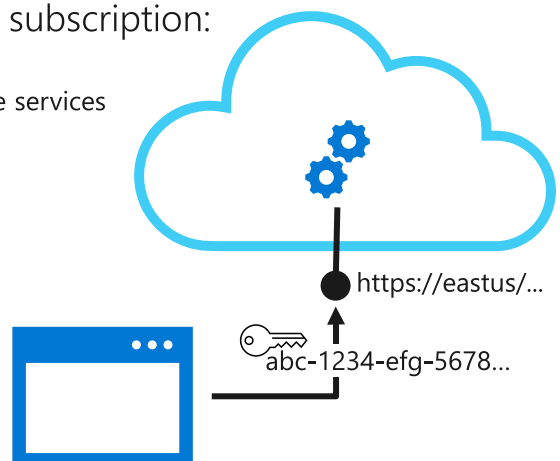 subscription:
e services
https://eastus/...
abc-1234-efg-5678...